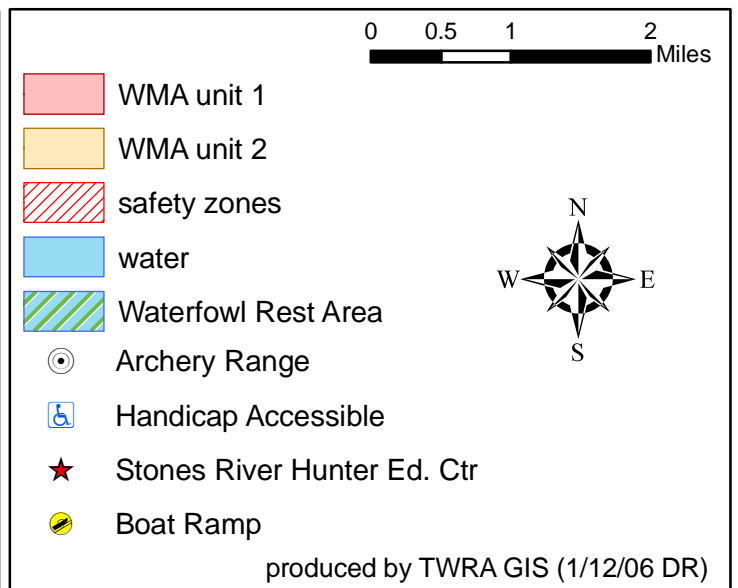 0 0.5 1 2
Miles
WMA unit 1
WMA unit 2
safety zones
water
Waterfowl Rest Area
Archery Range
Handicap Accessible
Stones River Hunter Ed. Ctr
Boat Ramp
N
W E
S
produced by TWRA GIS (1/12/06 DR)